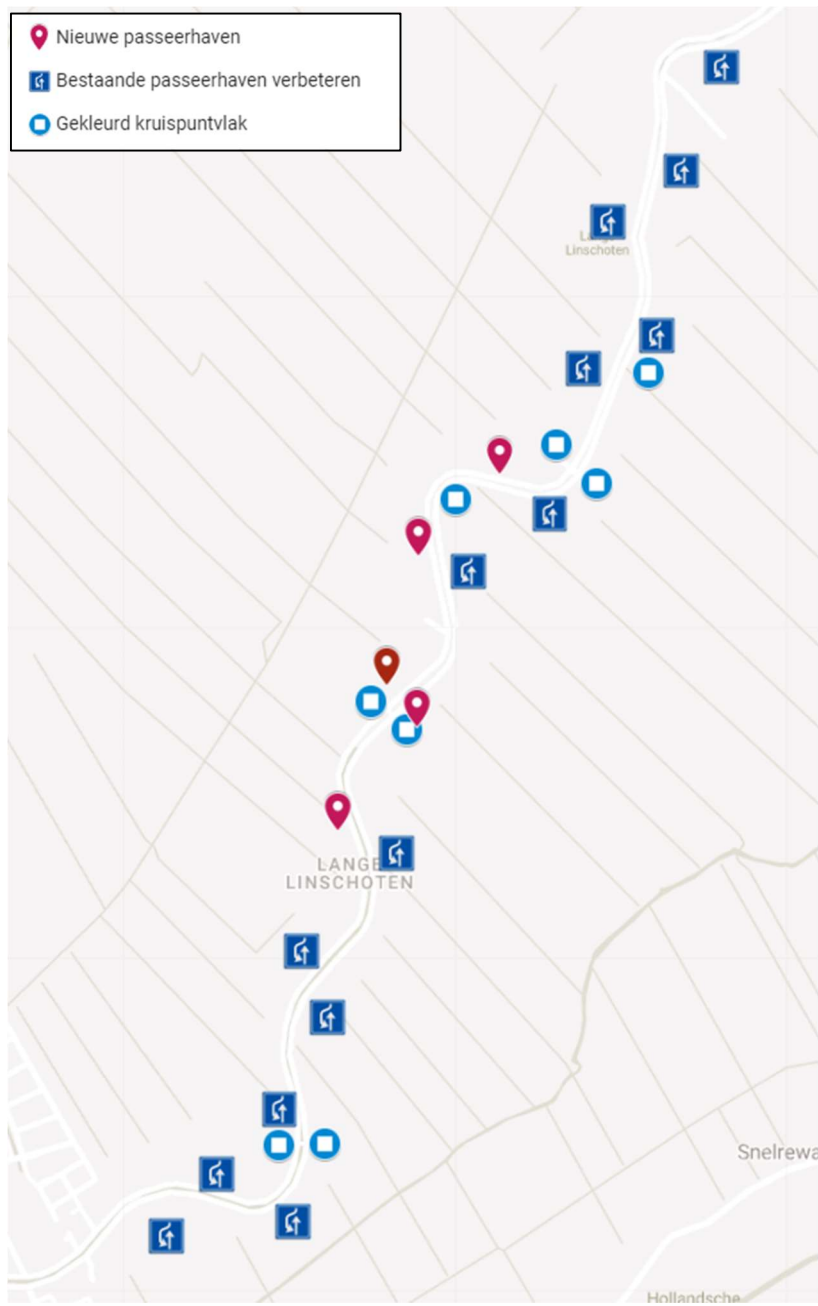 Nieuwe passeerhaven
Bestaande passeerhaven verbeteren
Gekleurd kruispuntvlak
Linschoten
LANGE
LINSCHOTEN
Snelrewa
Hollandsche